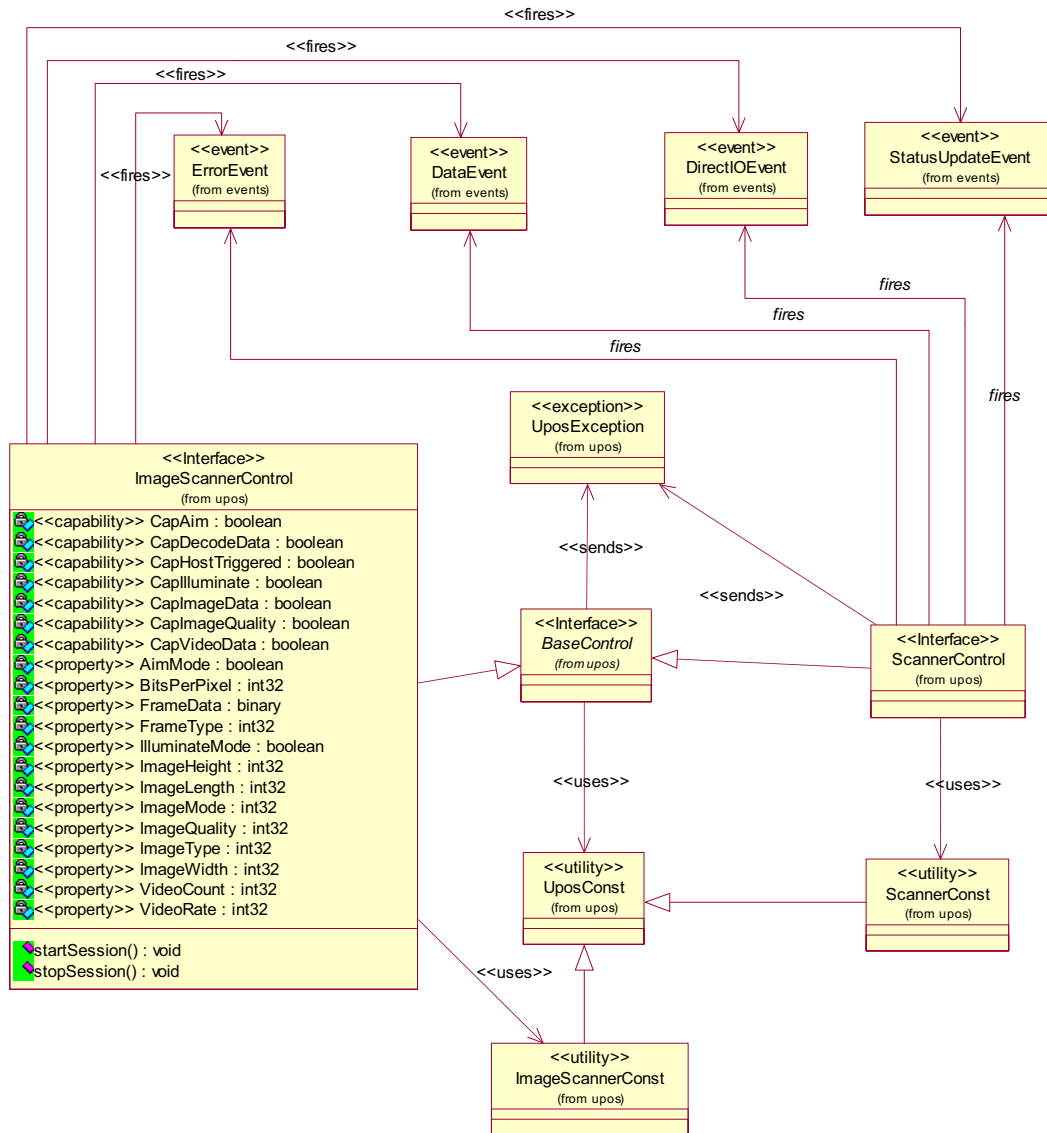 <<fires>>
<<fires>>
<<fires>>
<<fires>>
<<event>>
ErrorEvent
(from events)
<<event>>
DataEvent
(from events)
<<event>>
DirectIOEvent
(from events)
<<event>>
StatusUpdateEvent
(from events)
fires
fires
fires
fires
<<exception>>
UposException
(from upos)
<<Interface>>
ImageScannerControl
(from upos)
<<capability>> CapAim : boolean
<<capability>> CapDecodeData : boolean
<<capability>> CapHostTriggered : boolean
<<capability>> CapIlluminate : boolean
<<capability>> CapImageData : boolean
<<capability>> CapImageQuality : boolean
<<capability>> CapVideoData : boolean
<<property>> AimMode : boolean
<<property>> BitsPerPixel : int32
<<property>> FrameData : binary
<<property>> FrameType : int32
<<property>> IlluminateMode : boolean
<<property>> ImageHeight : int32
<<property>> ImageLength : int32
<<property>> ImageMode : int32
<<property>> ImageQuality : int32
<<property>> ImageType : int32
<<property>> ImageWidth : int32
<<property>> VideoCount : int32
<<property>> VideoRate : int32
startSession() : void
stopSession() : void
<<sends>>
<<sends>>
<<Interface>>
BaseControl
(from upos)
<<Interface>>
ScannerControl
(from upos)
<<uses>>
<<uses>>
<<utility>>
UposConst
(from upos)
<<utility>>
ScannerConst
(from upos)
<<uses>>
<<utility>>
ImageScannerConst
(from upos)